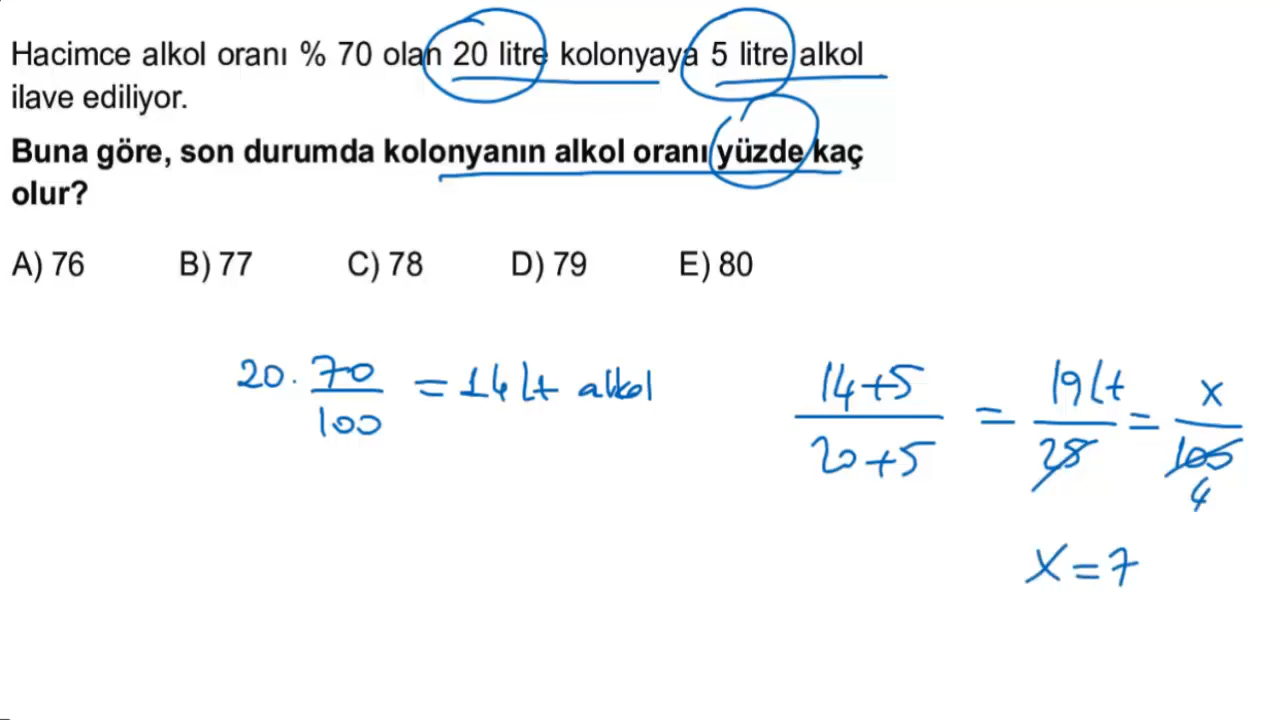 Hacimce alkol oranı % 70 olan 20 litre kolonyaya 5 litre alkol
ilave ediliyor.
Buna göre, son durumda kolonyanın alkol oranı yüzde kaç
olur?
A) 76 B) 77 C) 78 D) 79 E) 80
20 · 70/100 = 14 lt alkol
14+5/20+5 = 19 Lt/25 = x/100
4
x = 7